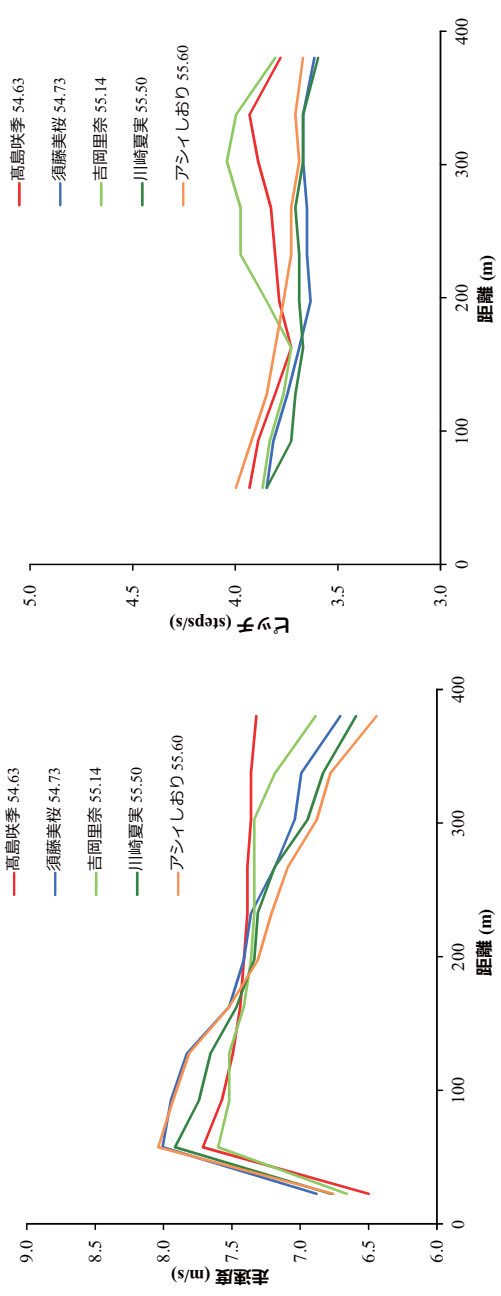 9.0
8.5
8.0
7.5
7.0
6.5
6.0
0
100
200
300
400
走速度 (m/s)
距離 (m)
髙島咲季 54.63
須藤美桜 54.73
吉岡里奈 55.14
川崎夏実 55.50
アシィしおり 55.60
5.0
4.5
4.0
3.5
3.0
0
100
200
300
400
ピッチ (steps/s)
距離 (m)
髙島咲季 54.63
須藤美桜 54.73
吉岡里奈 55.14
川崎夏実 55.50
アシィしおり 55.60